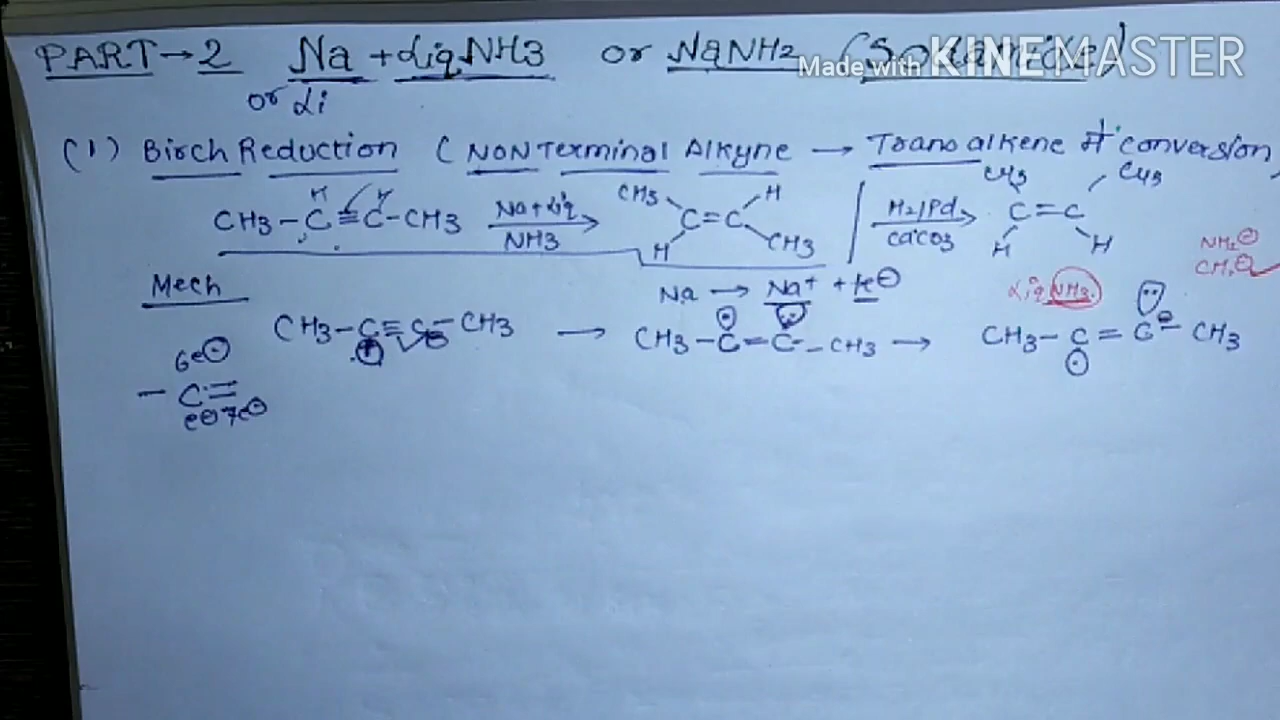 PART→2 Na + Liq NH3 or NaNH2 (Sodamide)
or Li
Made with KINEMASTER
(1) Birch Reduction (NON Terminal Alkyne → Trans alkene conversion)
H H
CH3-C≡C-CH3 Na+Liq NH3 → CH3 H C=C H CH3 | H2/Pd CaCO3 → CH3 CH3 C=C H H
Mech
Na → Na+ + 1e⊖
Liq NH3
NH2⊖
CH3⊖
CH3-C≡C-CH3 → CH3-C=C-CH3 → CH3-C=C⊖-CH3
6e⊖
-C=
e⊖ 7e⊖